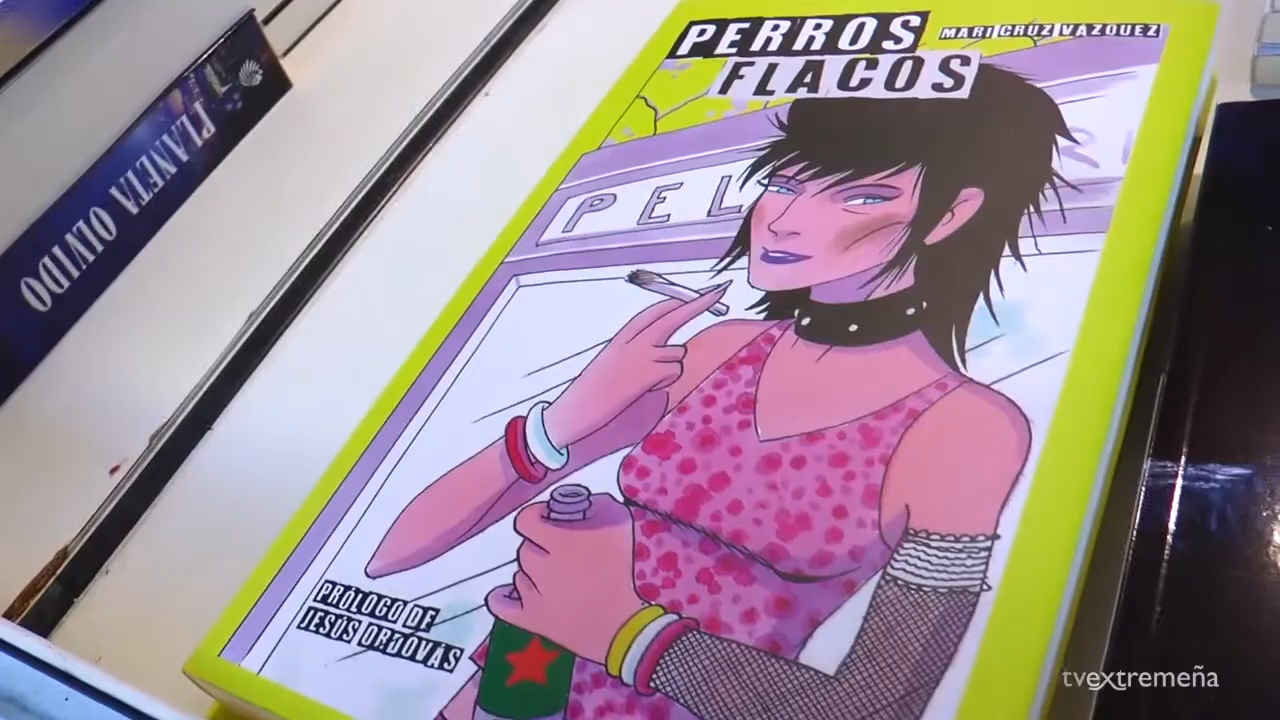 PERROS
FLACOS
MARI CRUZ VÁZQUEZ
PEL
PRÓLOGO DE
JESÚS ORDOVÁS
PLANETA OLVIDO
tvextremeña